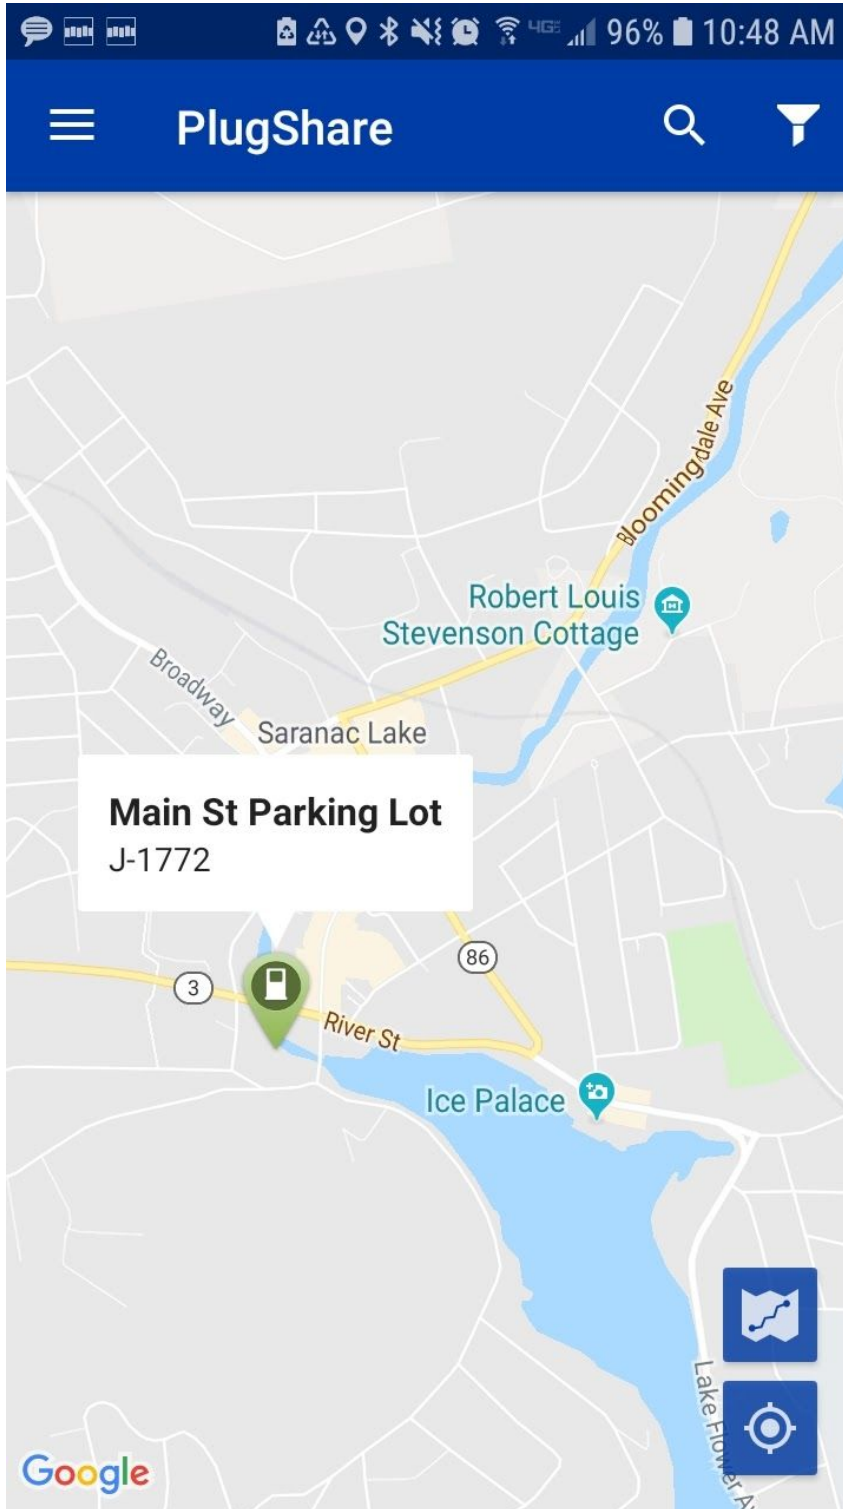 4GE 96% 10:48 AM
PlugShare
Bloomingdale Ave
Robert Louis
Stevenson Cottage
Broadway
Saranac Lake
Main St Parking Lot
J-1772
86
3
River St
Ice Palace
Lake Flower Av
Google